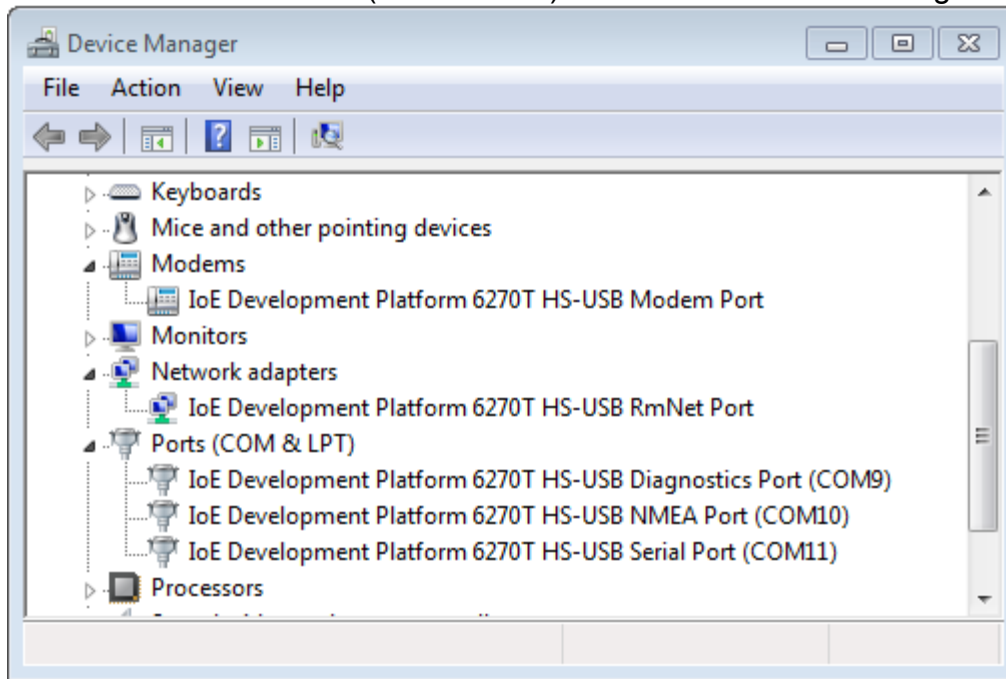 Device Manager
File Action View Help
Keyboards
Mice and other pointing devices
Modems
IoE Development Platform 6270T HS-USB Modem Port
Monitors
Network adapters
IoE Development Platform 6270T HS-USB RmNet Port
Ports (COM & LPT)
IoE Development Platform 6270T HS-USB Diagnostics Port (COM9)
IoE Development Platform 6270T HS-USB NMEA Port (COM10)
IoE Development Platform 6270T HS-USB Serial Port (COM11)
Processors